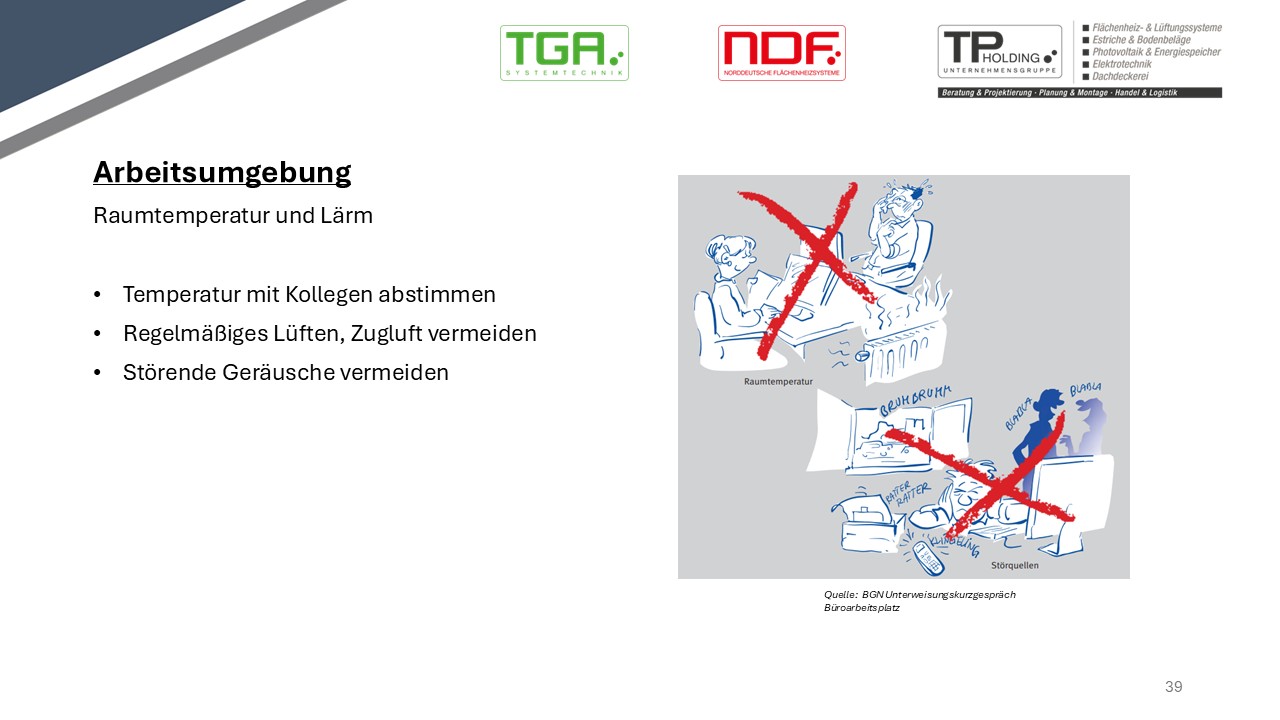 TGA
SYSTEMTECHNIK
NDF
NORDDEUTSCHE FLÄCHENHEIZSYSTEME
TP HOLDING
UNTERNEHMENSGRUPPE
Flächenheiz- & Lüftungssysteme
Estriche & Bodenbeläge
Photovoltaik & Energiespeicher
Elektrotechnik
Dachdeckerei
Beratung & Projektierung · Planung & Montage · Handel & Logistik
Arbeitsumgebung
Raumtemperatur und Lärm
• Temperatur mit Kollegen abstimmen
• Regelmäßiges Lüften, Zugluft vermeiden
• Störende Geräusche vermeiden
Raumtemperatur
BRUMBRUMM
BLABLA
BLABLA
RATTER
RATTER
Störquellen
Quelle: BGN Unterweisungskurzgespräch
Büroarbeitsplatz
39